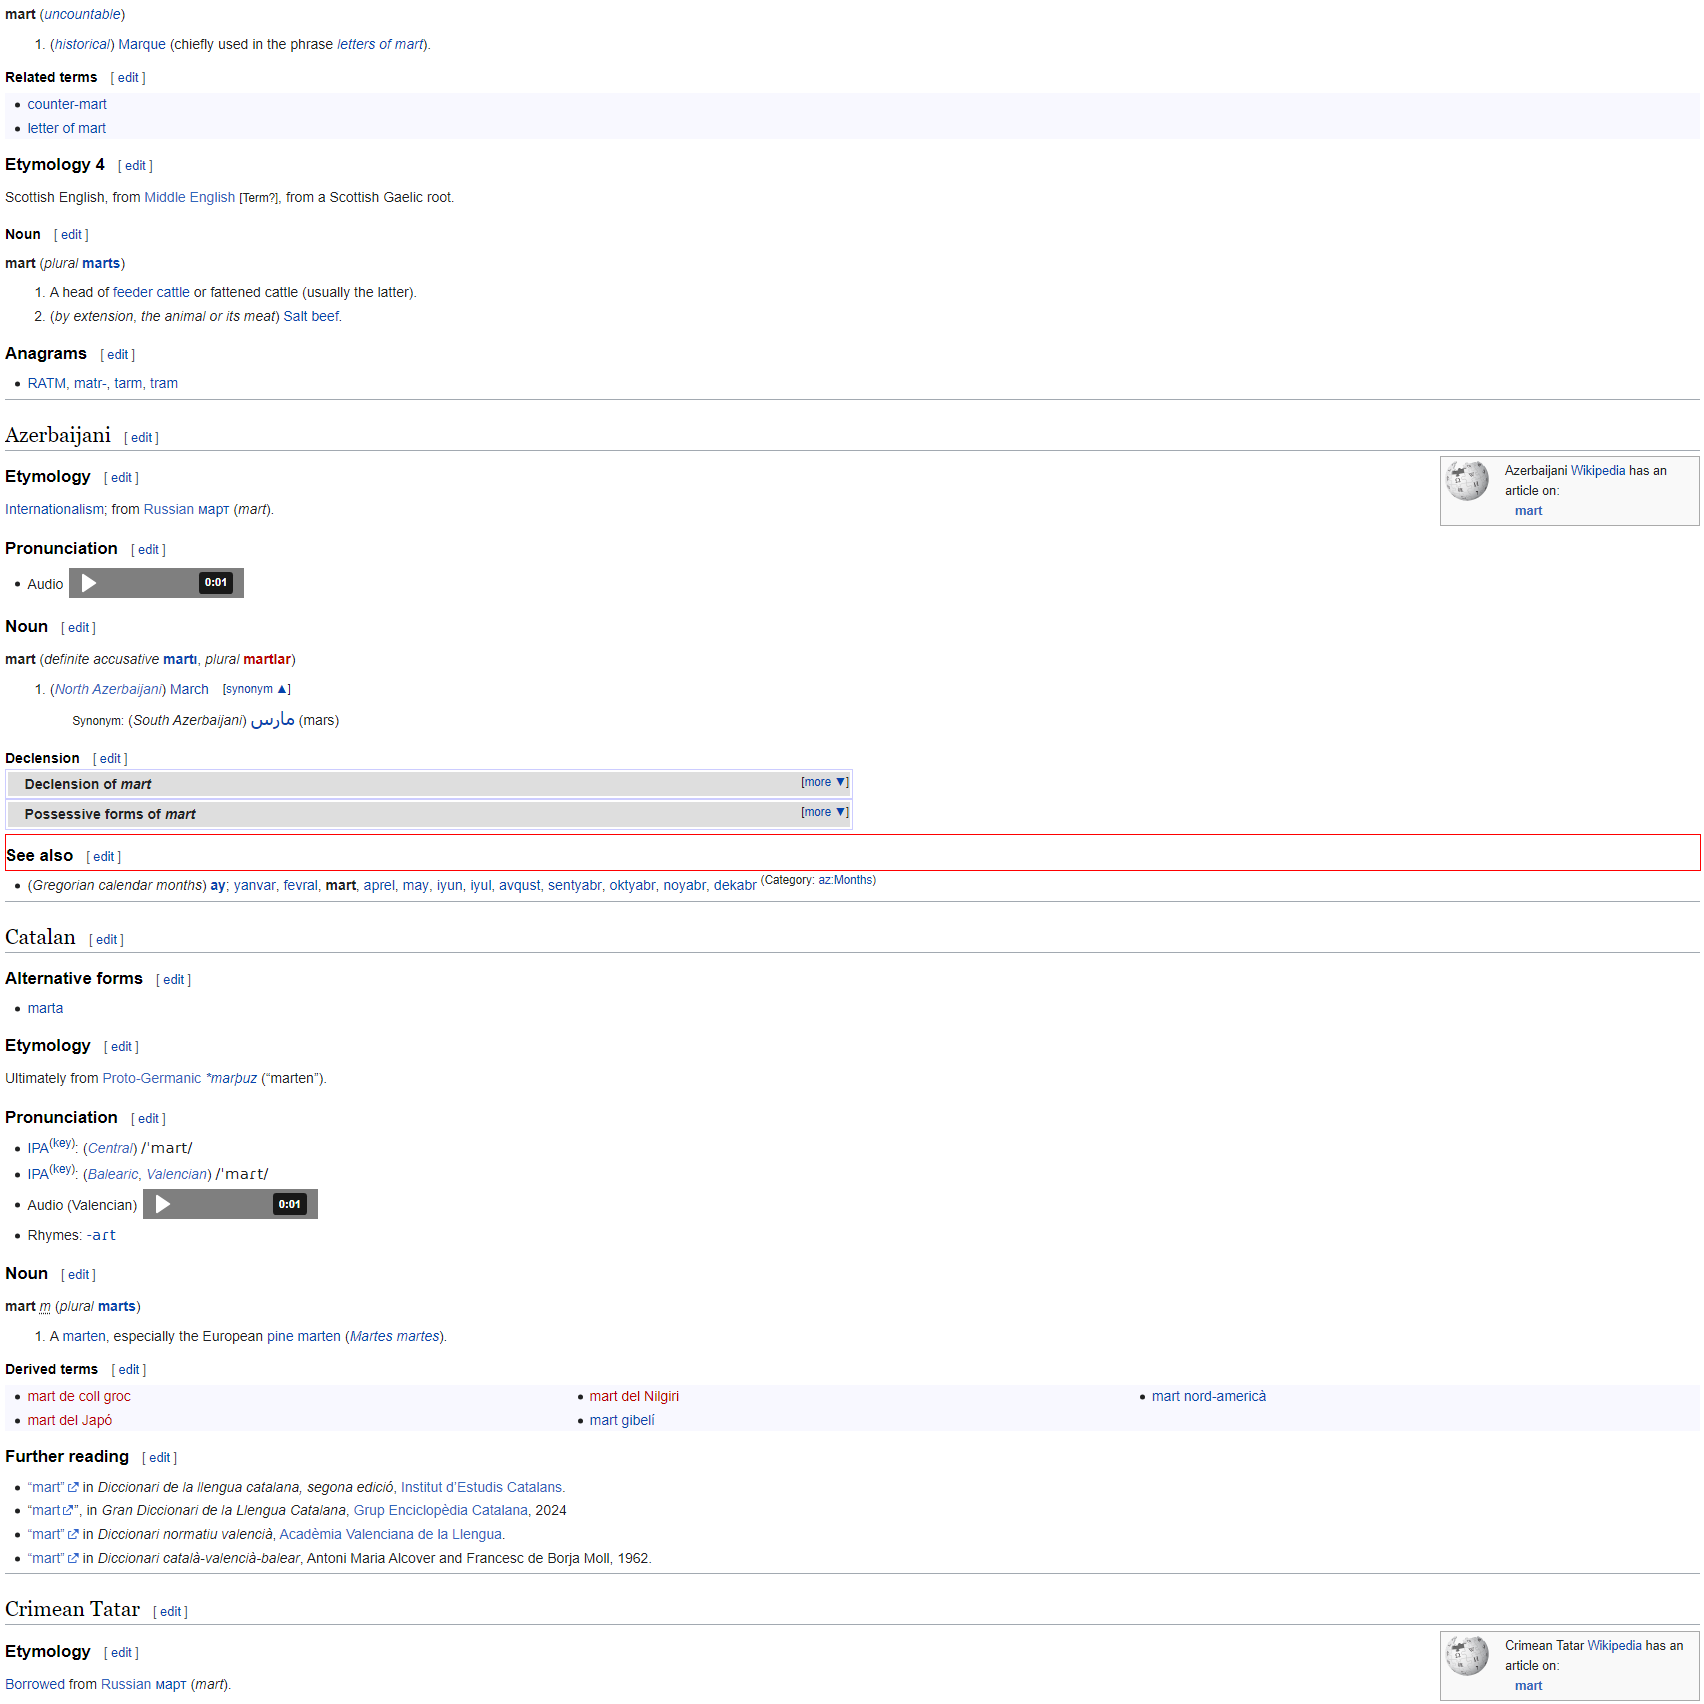 mart (uncountable)
1. (historical) Marque (chiefly used in the phrase letters of mart).
Related terms [ edit ]
• counter-mart
• letter of mart
Etymology 4 [ edit ]
Scottish English, from Middle English [Term?], from a Scottish Gaelic root.
Noun [ edit ]
mart (plural marts)
1. A head of feeder cattle or fattened cattle (usually the latter).
2. (by extension, the animal or its meat) Salt beef.
Anagrams [ edit ]
• RATM, matr-, tarm, tram
Azerbaijani [ edit ]
Etymology [ edit ]
Azerbaijani Wikipedia has an
article on:
mart
Internationalism; from Russian март (mart).
Pronunciation [ edit ]
• Audio 0:01
Noun [ edit ]
mart (definite accusative martı, plural martlar)
1. (North Azerbaijani) March [synonym ▲]
Synonym: (South Azerbaijani) مارس (mars)
Declension [ edit ]
Declension of mart [more ▼]
Possessive forms of mart [more ▼]
See also [ edit ]
• (Gregorian calendar months) ay; yanvar, fevral, mart, aprel, may, iyun, iyul, avqust, sentyabr, oktyabr, noyabr, dekabr (Category: az:Months)
Catalan [ edit ]
Alternative forms [ edit ]
• marta
Etymology [ edit ]
Ultimately from Proto-Germanic *marþuz (“marten”).
Pronunciation [ edit ]
• IPA(key): (Central) /ˈmart/
• IPA(key): (Balearic, Valencian) /ˈmaɾt/
• Audio (Valencian) 0:01
• Rhymes: -aɾt
Noun [ edit ]
mart m (plural marts)
1. A marten, especially the European pine marten (Martes martes).
Derived terms [ edit ]
• mart de coll groc • mart del Nilgiri • mart nord-americà
• mart del Japó • mart gibelí
Further reading [ edit ]
• “mart” in Diccionari de la llengua catalana, segona edició, Institut d’Estudis Catalans.
• “mart”, in Gran Diccionari de la Llengua Catalana, Grup Enciclopèdia Catalana, 2024
• “mart” in Diccionari normatiu valencià, Acadèmia Valenciana de la Llengua.
• “mart” in Diccionari català-valencià-balear, Antoni Maria Alcover and Francesc de Borja Moll, 1962.
Crimean Tatar [ edit ]
Etymology [ edit ]
Crimean Tatar Wikipedia has an
article on:
mart
Borrowed from Russian март (mart).